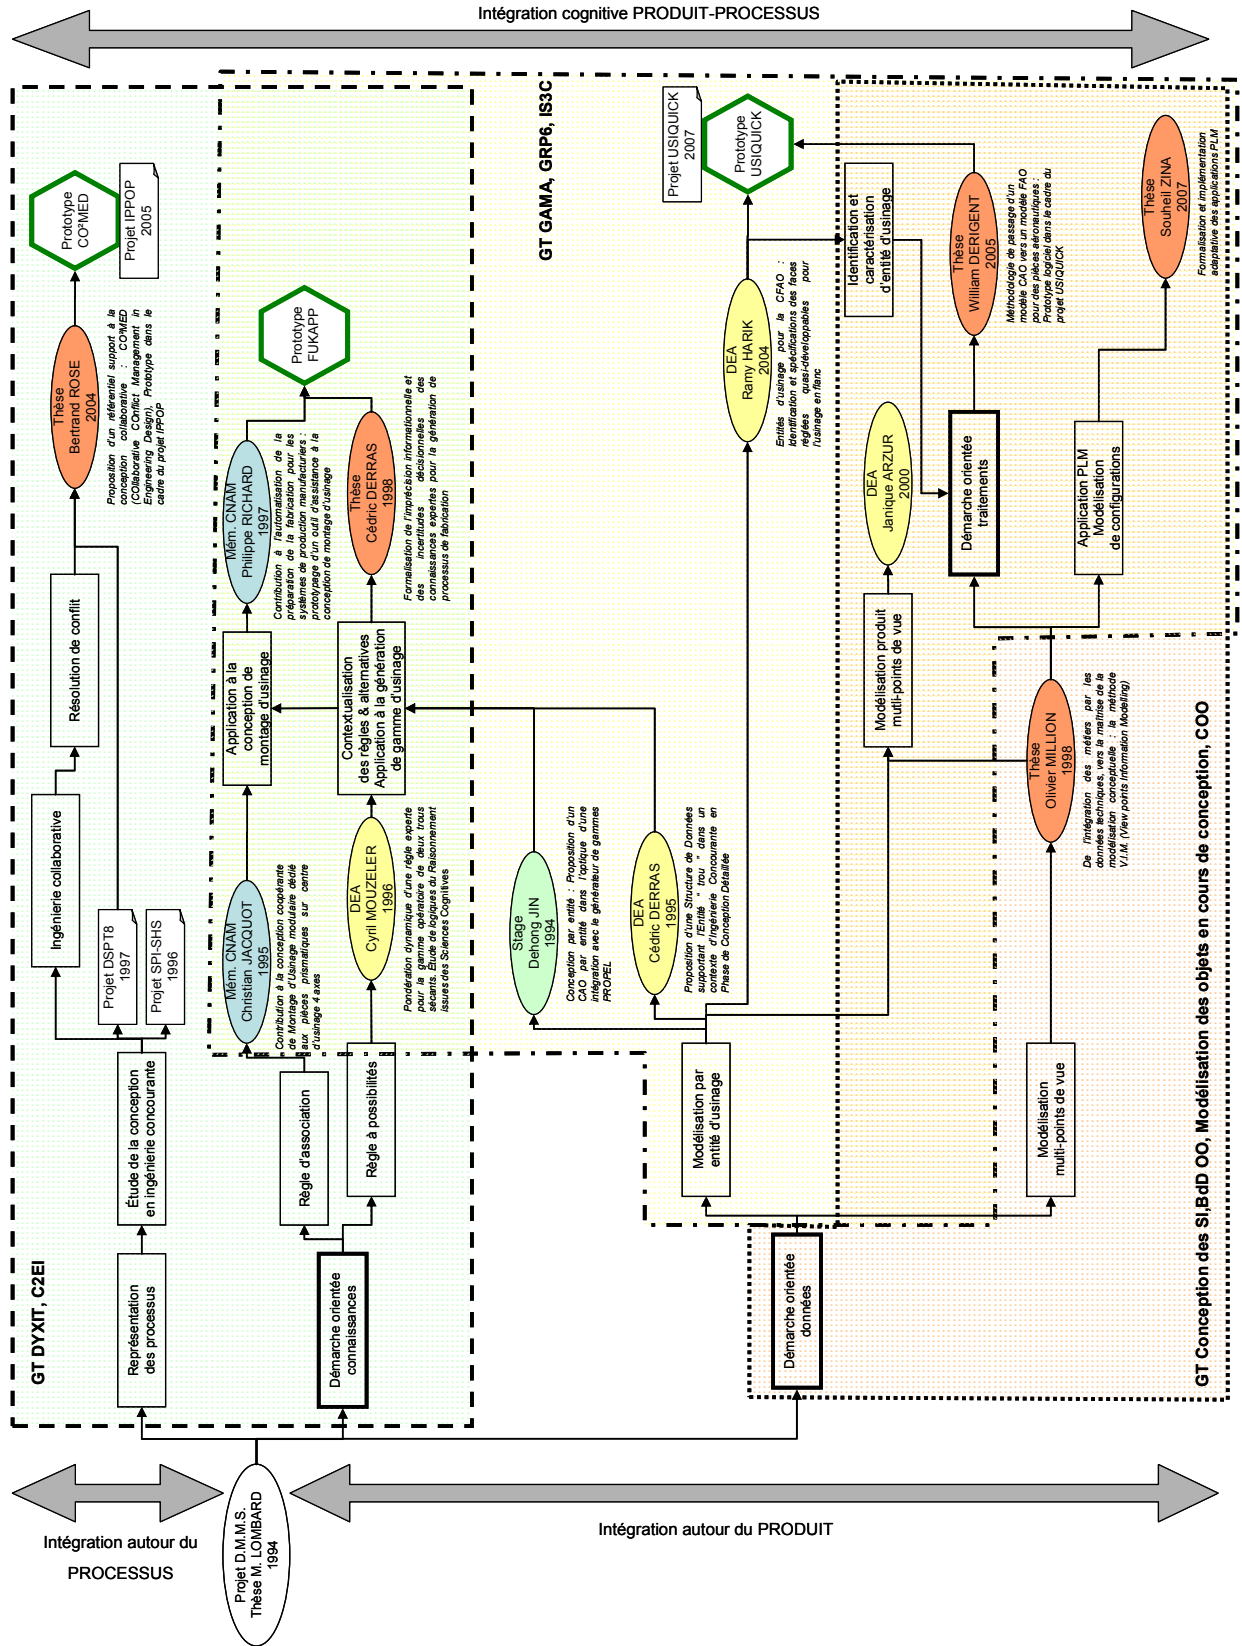 Intégration cognitive PRODUIT-PROCESSUS
GT DYXIT, C2EI
GT GAMA, GRP6, IS3C
GT Conception des SI,BdD OO, Modélisation des objets en cours de conception, COO
Intégration autour du
PROCESSUS
Intégration autour du PRODUIT
Projet D.M.M.S.
Thèse M. LOMBARD
1994
Représentation
des processus
Étude de la conception
en ingénierie concourante
Ingénierie collaborative
Projet DSPT8
1997
Projet SPI-SHS
1996
Résolution de conflit
Thèse
Bertrand ROSE
2004
Proposition d'un référentiel support à la
conception collaborative : CO²MED
(COllaborative COnflict Management in
Engineering Design), Prototype dans le
cadre du projet IPPOP
Prototype
CO²MED
Projet IPPOP
2005
Démarche orientée
connaissances
Règle d'association
Règle à possibilités
Mém. CNAM
Christian JACQUOT
1995
Contribution à la conception coopérante
de Montage d'Usinage modulaire dédié
aux pièces prismatiques sur centre
d'usinage 4 axes
DEA
Cyril MOUZELER
1996
Pondération dynamique d'une règle experte
pour la gamme opératoire de deux trous
sécants. Étude de logiques du Raisonnement
issues des Sciences Cognitives
Application à la
conception de
montage d'usinage
Contextualisation
des règles & alternatives
Application à la génération
de gamme d'usinage
Mém. CNAM
Philippe RICHARD
1997
Contribution à l'automatisation de la
préparation de la fabrication pour les
systèmes de production manufacturiers :
prototypage d'un outil d'assistance à la
conception de montage d'usinage
Thèse
Cédric DERRAS
1998
Formalisation de l'imprécision informationnelle et
des incertitudes décisionnelles des
connaissances expertes pour la génération de
processus de fabrication
Prototype
FUKAPP
Stage
Dehong JIN
1994
Conception par entité : Proposition d'un
CAO par entité dans l'optique d'une
intégration avec le générateur de gammes
PROPEL
DEA
Cédric DERRAS
1995
Proposition d'une Structure de Données
supportant l'Entité " trou " dans un
contexte d'Ingénierie Concourante en
Phase de Conception Détaillée
Modélisation par
entité d'usinage
Démarche orientée
données
Modélisation
multi-points de vue
Thèse
Olivier MILLION
1998
De l'intégration des métiers par les
données techniques, vers la maîtrise de la
modélisation conceptuelle : la méthode
V.I.M. (View points Information Modelling)
Modélisation produit
mutli-points de vue
DEA
Janique ARZUR
2000
DEA
Ramy HARIK
2004
Entités d'usinage pour la CFAO :
Identification et spécifications des faces
réglées quasi-développables pour
l'usinage en flanc
Projet USIQUICK
2007
Prototype
USIQUICK
Identification et
caractérisation
d'entité d'usinage
Démarche orientée
traitements
Thèse
William DERIGENT
2005
Méthodologie de passage d'un
modèle CAO vers un modèle FAO
pour des pièces aéronautiques :
Prototype logiciel dans le cadre du
projet USIQUICK
Application PLM
Modélisation
de configurations
Thèse
Souheil ZINA
2007
Formalisation et implémentation
adaptative des applications PLM